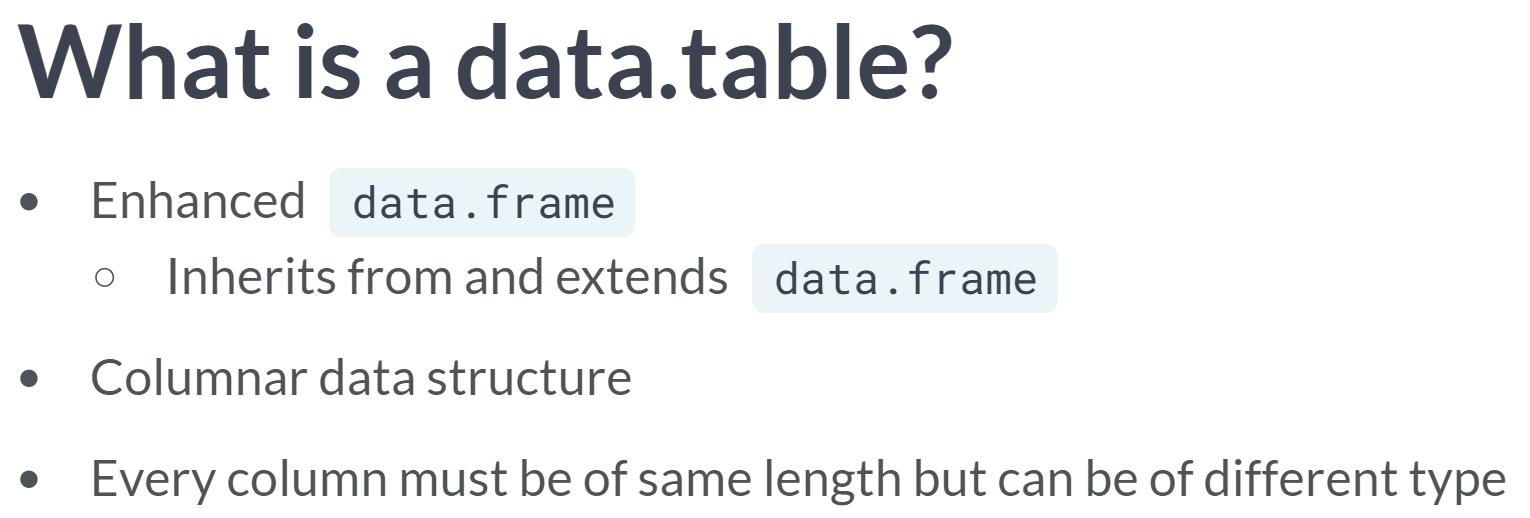 What is a data.table?
• Enhanced data.frame
○ Inherits from and extends data.frame
• Columnar data structure
• Every column must be of same length but can be of different type